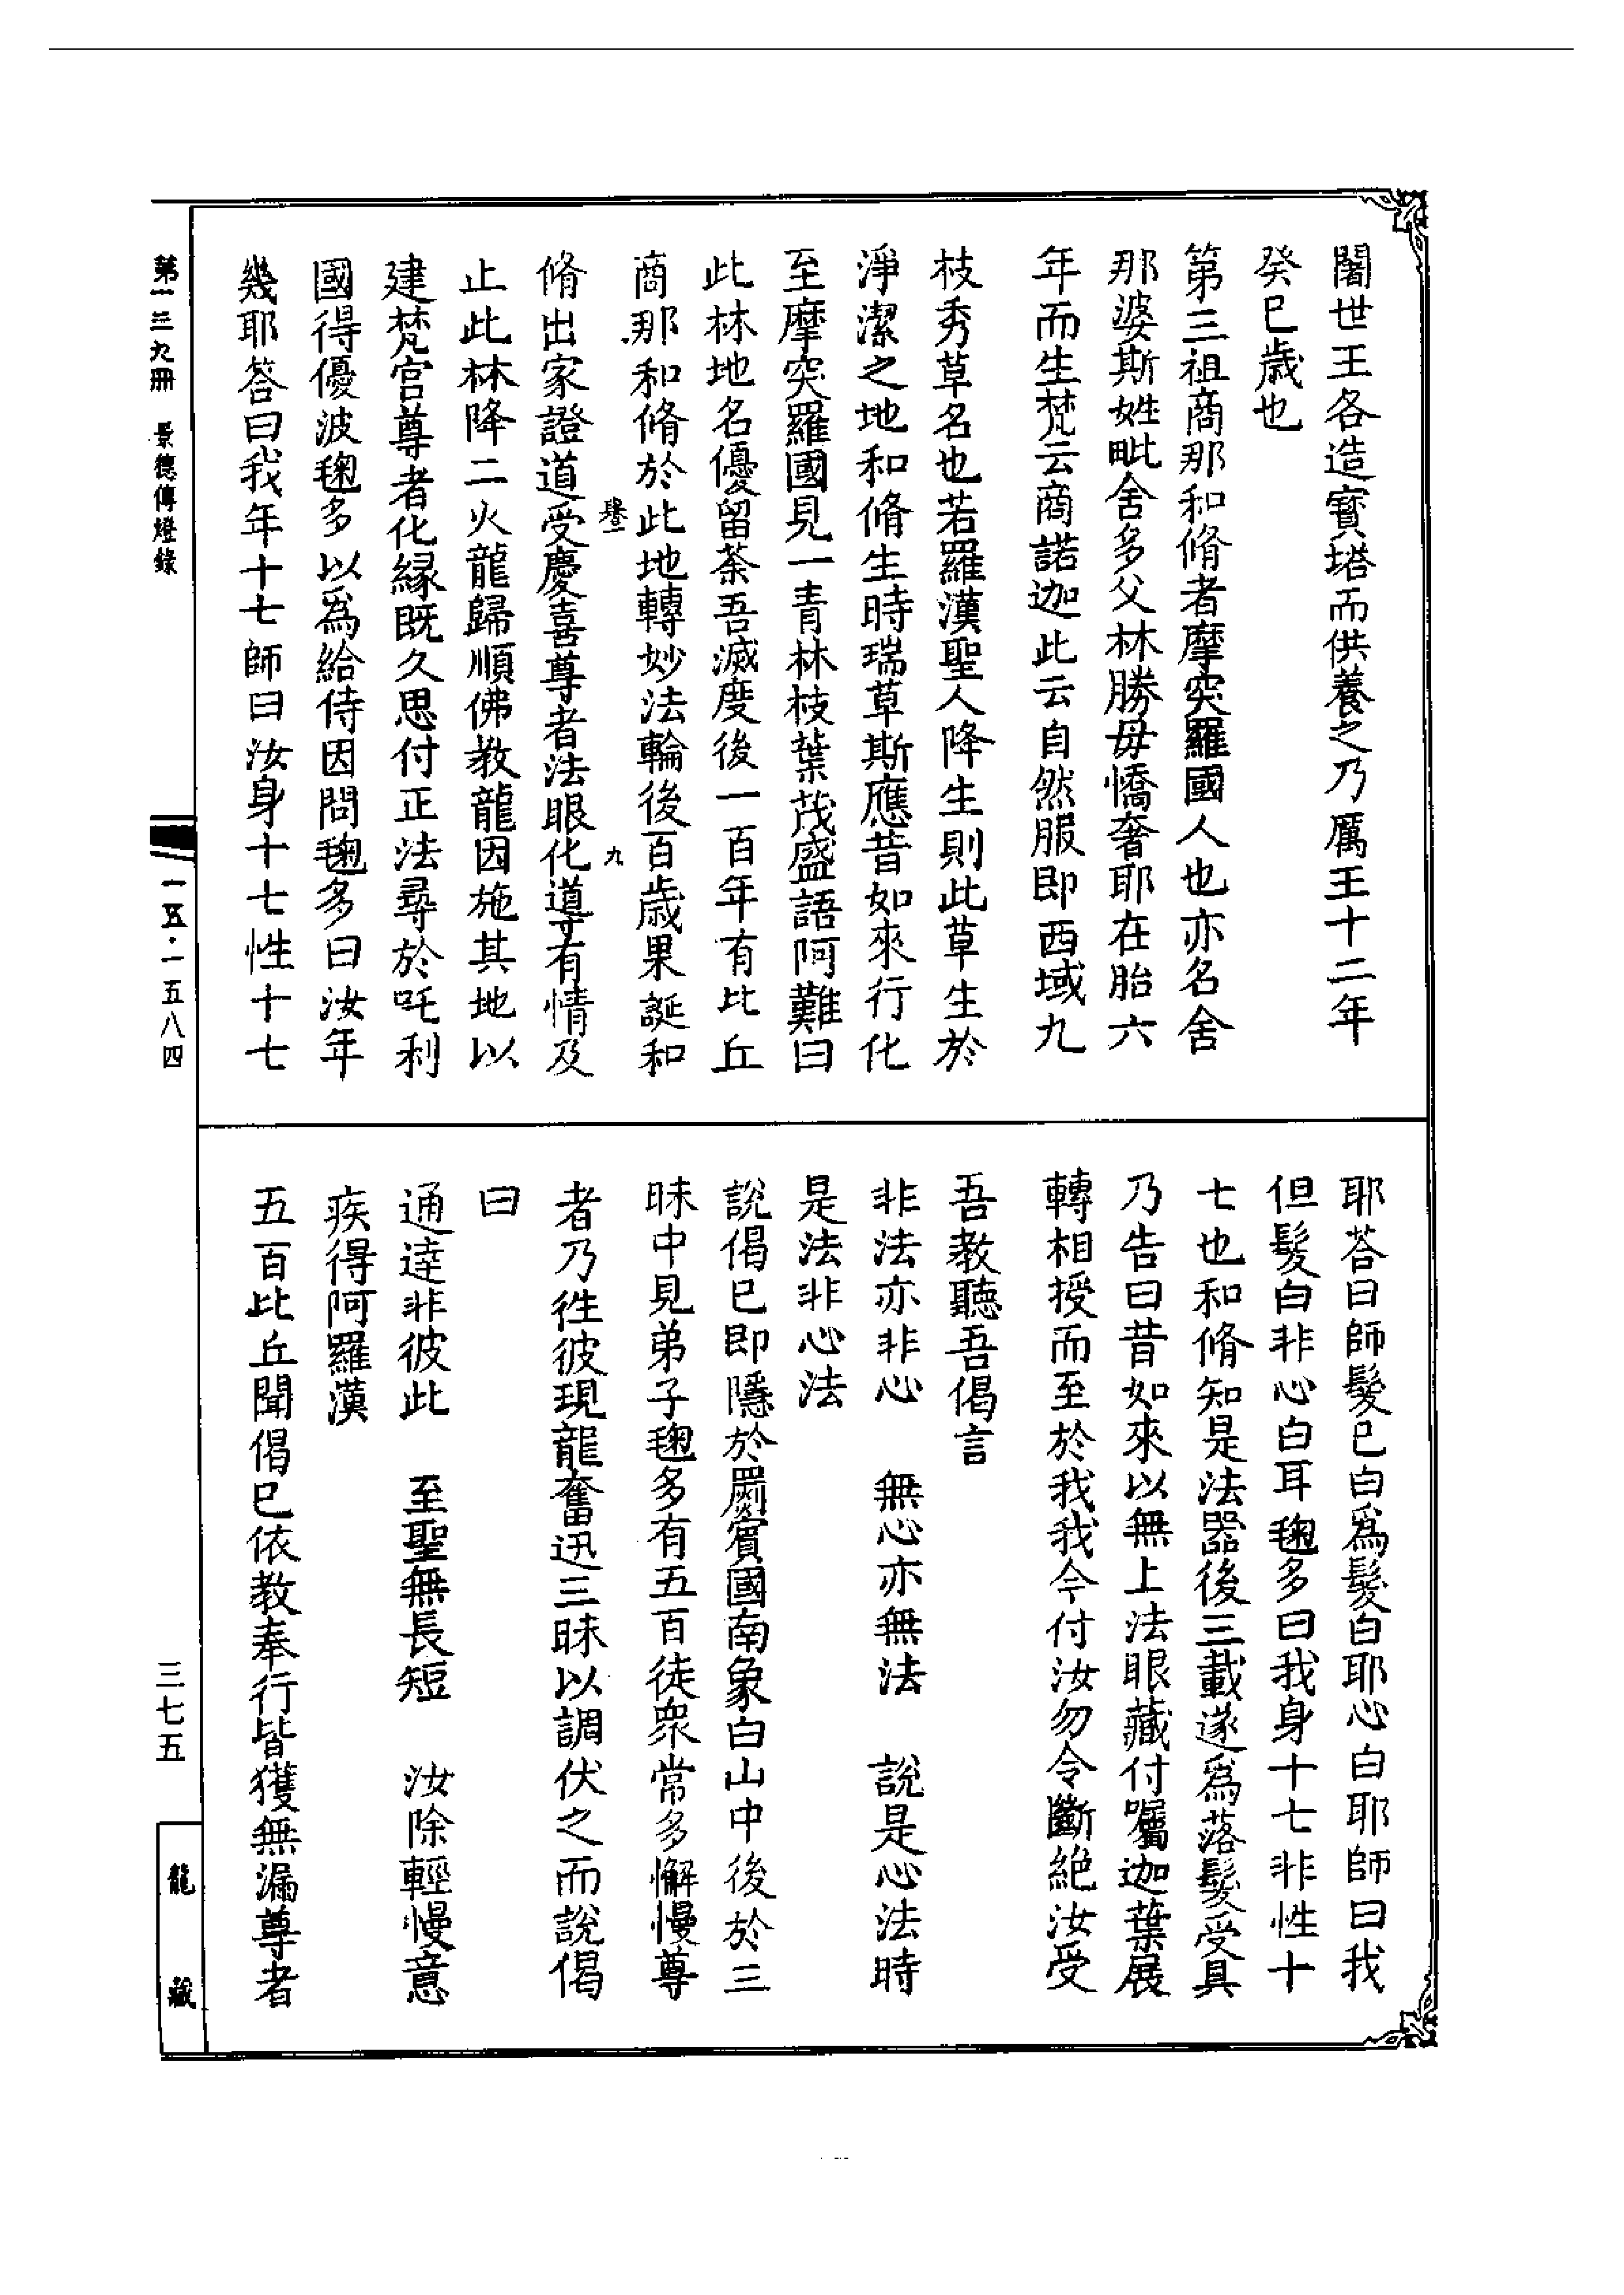 闍世王各造寶塔而供養之乃厲王十二年
癸巳歲也
第三祖商那和脩者摩突羅國人也亦名舍
那婆斯姓毗舍多父林勝母憍奢耶在胎六
年而生梵云商諾迦此云自然服即西域九
枝秀草名也若羅漢聖人降生則此草生於
淨潔之地和脩生時瑞草斯應昔如來行化
至摩突羅國見一青林枝葉茂盛語阿難曰
此林地名優留荼吾滅度後一百年有比丘
商那和脩於此地轉妙法輪後百歲果誕和
九
脩出家證道受慶喜尊者法眼化導有情及
止此林降二火龍歸順佛教龍因施其地以
建梵宮尊者化緣既久思付正法尋於吒利
國得優波毱多以爲給侍因問毱多曰汝年
幾耶答曰我年十七師曰汝身十七性十七
耶荅曰師髮已白爲髮白耶心白耶師曰我
但髮白非心白耳毱多曰我身十七非性十
七也和脩知是法器後三載遂爲落髮受具
乃告曰昔如來以無上法眼藏付囑迦葉展
轉相授而至於我我今付汝勿令斷絕汝受
吾教聽吾偈言
非法亦非心　無心亦無法　說是心法時
是法非心法
說偈已即隱於罽賓國南象白山中後於三
昧中見弟子毱多有五百徒衆常多懈慢尊
者乃徃彼現龍奮迅三昧以調伏之而說偈
曰
通達非彼此　至聖無長短　汝除輕慢意
疾得阿羅漢
五百比丘聞偈已依教奉行皆獲無漏尊者
第一三九冊　景德傳燈錄
一五·一五八四
三七五
龍藏